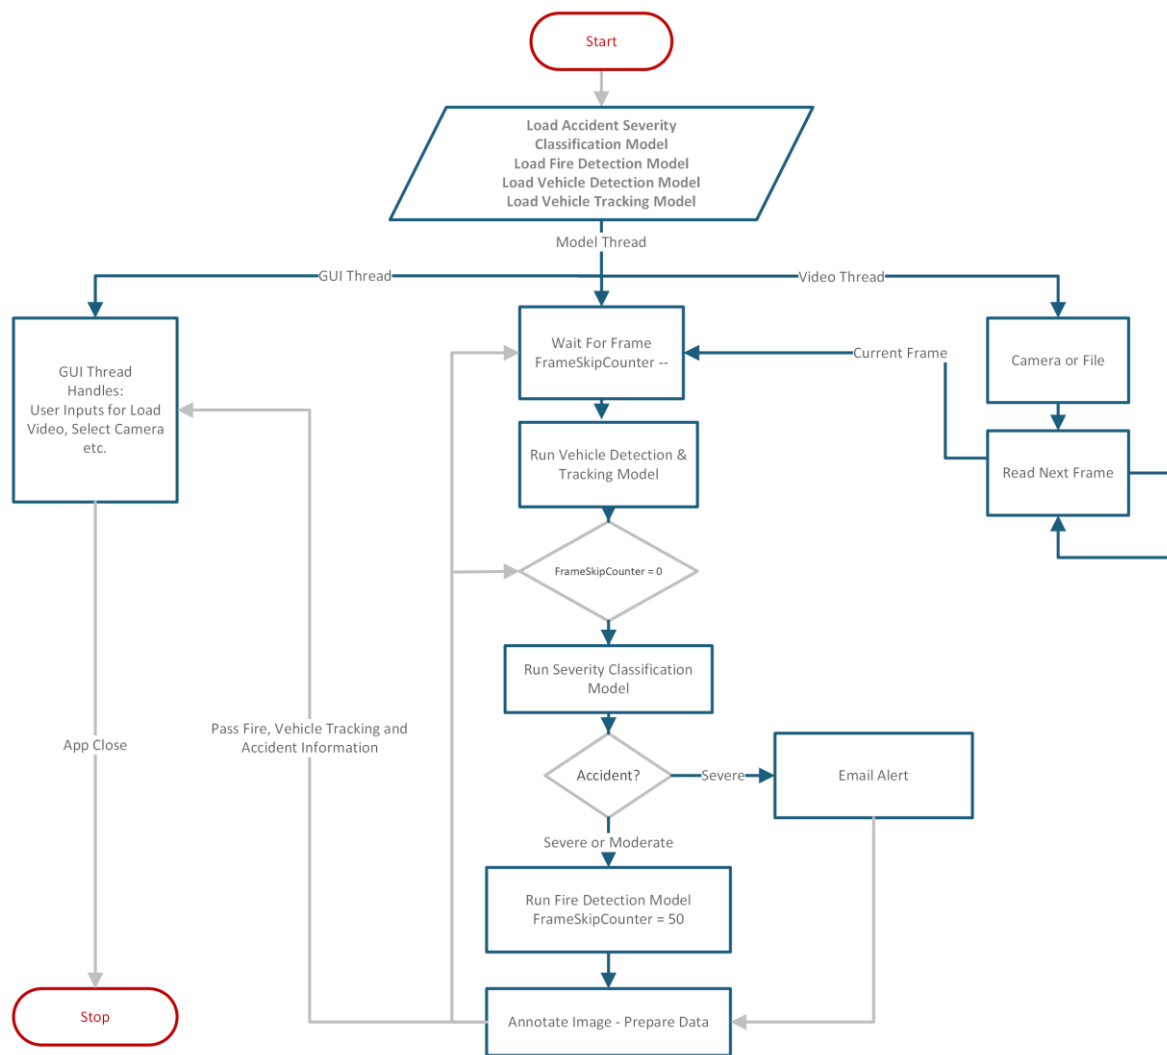 Start
Load Accident Severity
Classification Model
Load Fire Detection Model
Load Vehicle Detection Model
Load Vehicle Tracking Model
Model Thread
GUI Thread
Video Thread
GUI Thread
Handles:
User Inputs for Load
Video, Select Camera
etc.
Wait For Frame
FrameSkipCounter --
Current Frame
Camera or File
Run Vehicle Detection &
Tracking Model
Read Next Frame
FrameSkipCounter = 0
Run Severity Classification
Model
Pass Fire, Vehicle Tracking and
Accident Information
App Close
Accident?
Severe
Email Alert
Severe or Moderate
Run Fire Detection Model
FrameSkipCounter = 50
Stop
Annotate Image - Prepare Data